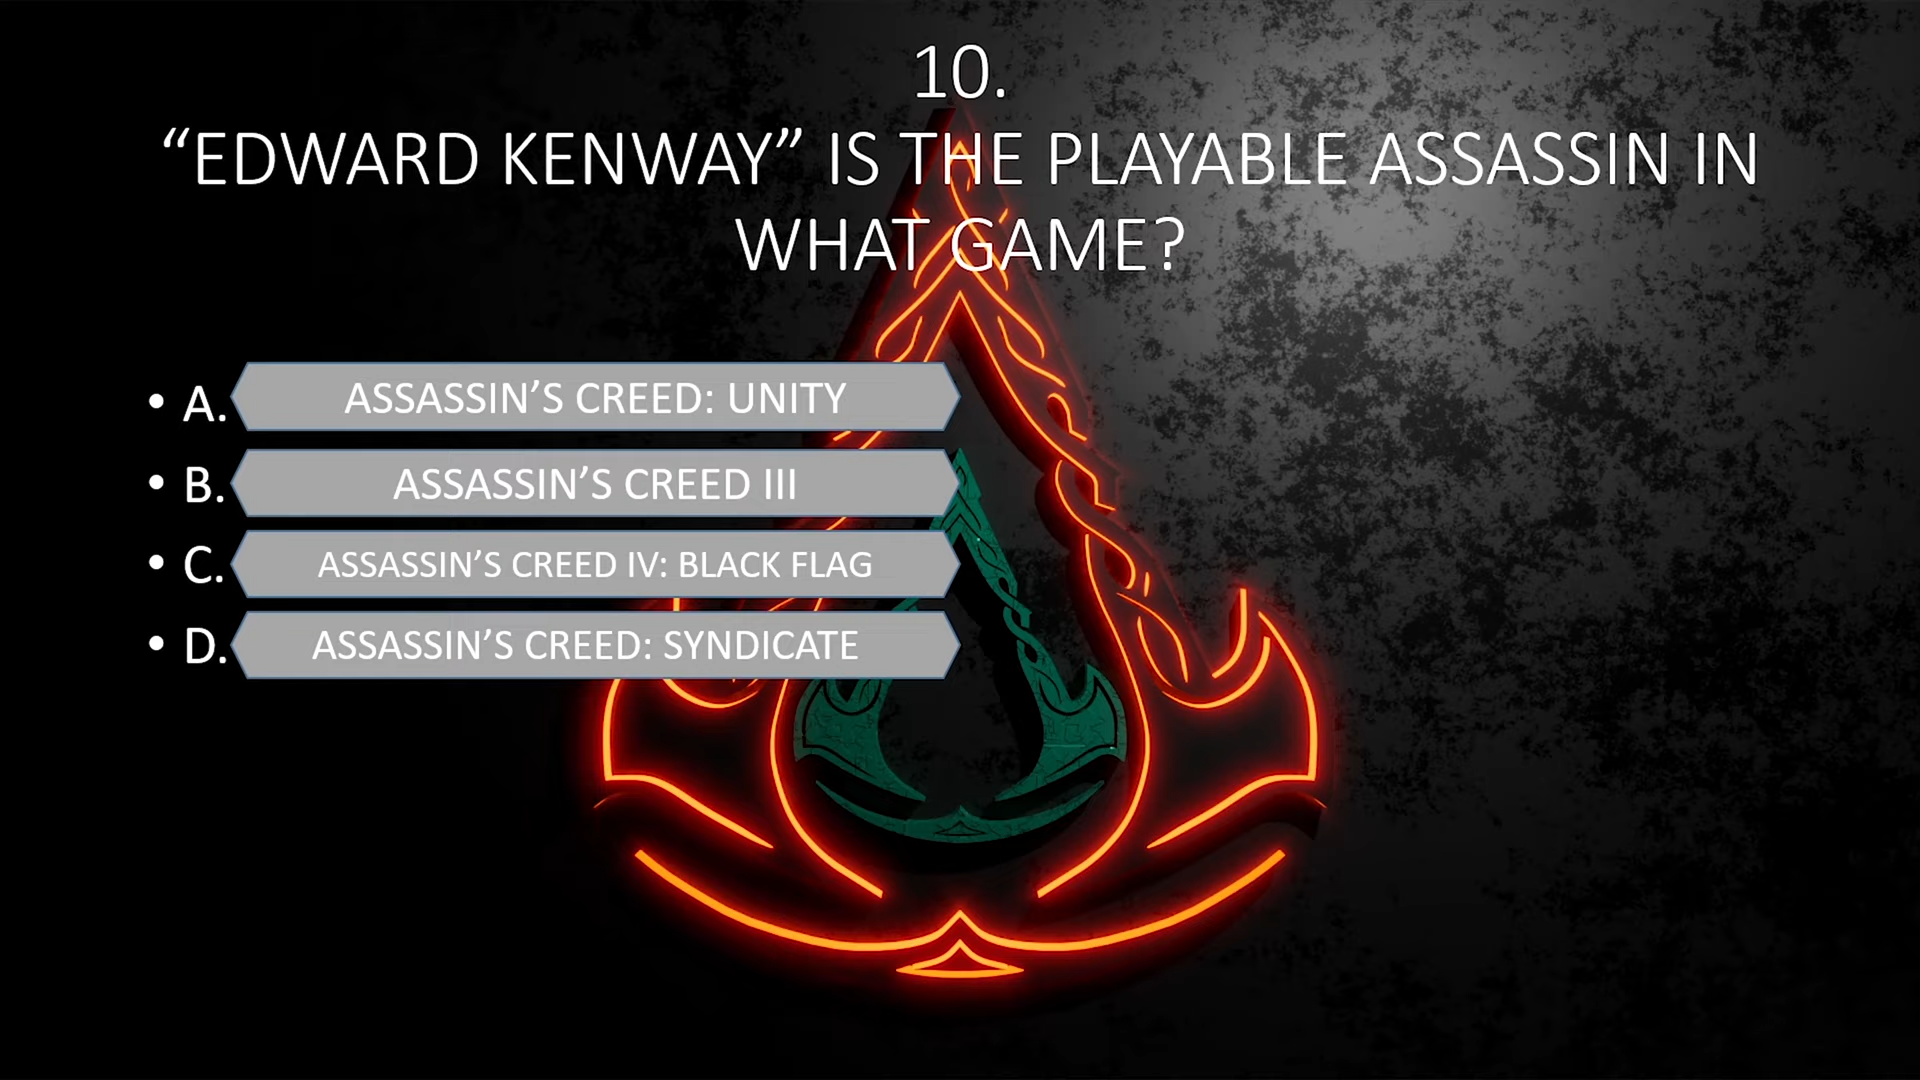 10.
“EDWARD KENWAY” IS THE PLAYABLE ASSASSIN IN
WHAT GAME?
• A. ASSASSIN’S CREED: UNITY
• B. ASSASSIN’S CREED III
• C. ASSASSIN’S CREED IV: BLACK FLAG
• D. ASSASSIN’S CREED: SYNDICATE